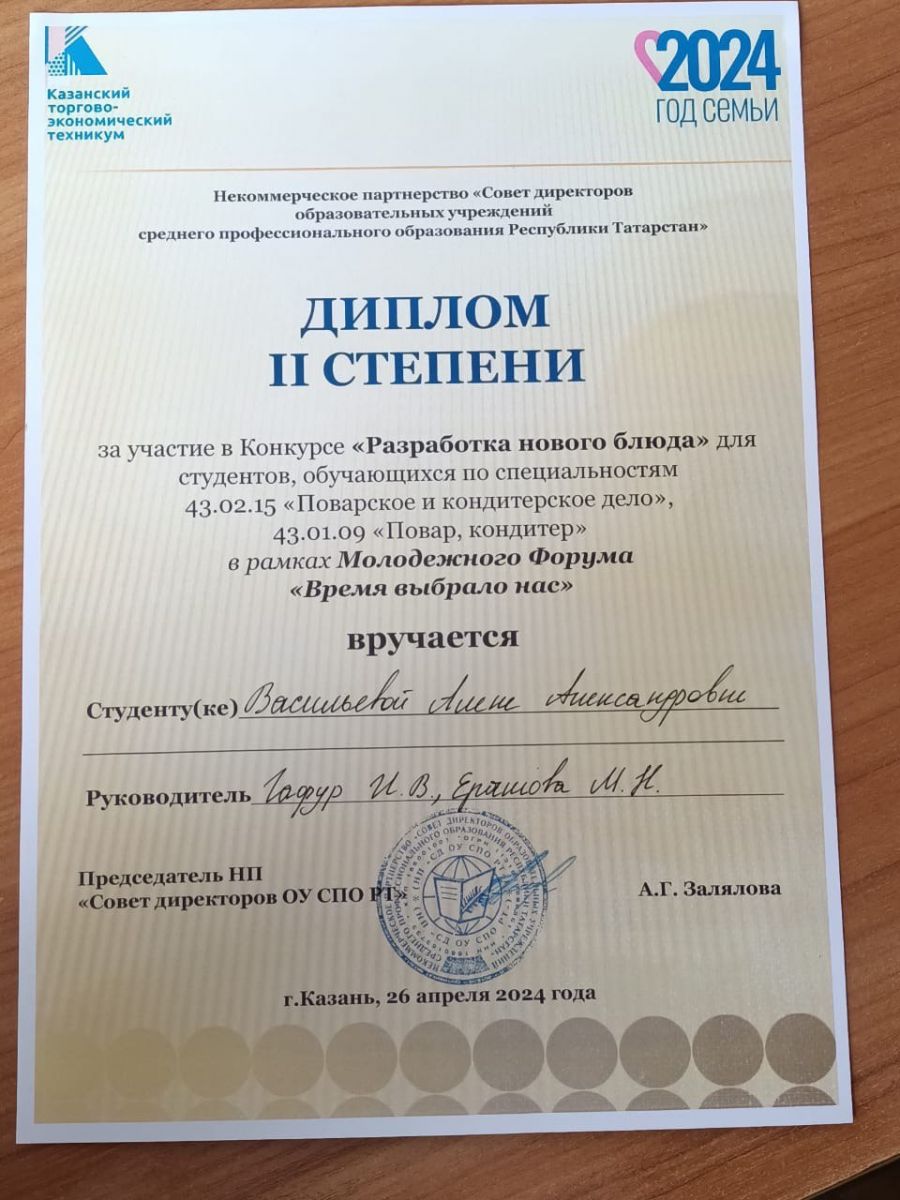 Казанский
торгово-
экономический
техникум
2024
ГОД СЕМЬИ
Некоммерческое партнерство «Совет директоров
образовательных учреждений
среднего профессионального образования Республики Татарстан»
ДИПЛОМ
II СТЕПЕНИ
за участие в Конкурсе «Разработка нового блюда» для
студентов, обучающихся по специальностям
43.02.15 «Поварское и кондитерское дело»,
43.01.09 «Повар, кондитер»
в рамках Молодежного Форума
«Время выбрало нас»
вручается
Студенту(ке) Васильевой Алене Александровне
Руководитель Гафур И.В., Ерашова М.Н.
Председатель НП
«Совет директоров ОУ СПО РТ»
А.Г. Залялова
г.Казань, 26 апреля 2024 года